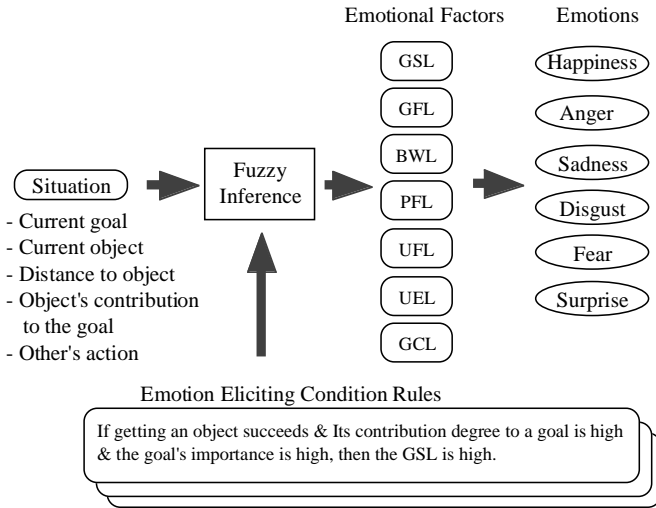 Emotional Factors
Emotions
GSL
GFL
BWL
PFL
UFL
UEL
GCL
Happiness
Anger
Sadness
Disgust
Fear
Surprise
Fuzzy
Inference
Situation
- Current goal
- Current object
- Distance to object
- Object's contribution
to the goal
- Other's action
Emotion Eliciting Condition Rules
If getting an object succeeds & Its contribution degree to a goal is high
& the goal's importance is high, then the GSL is high.